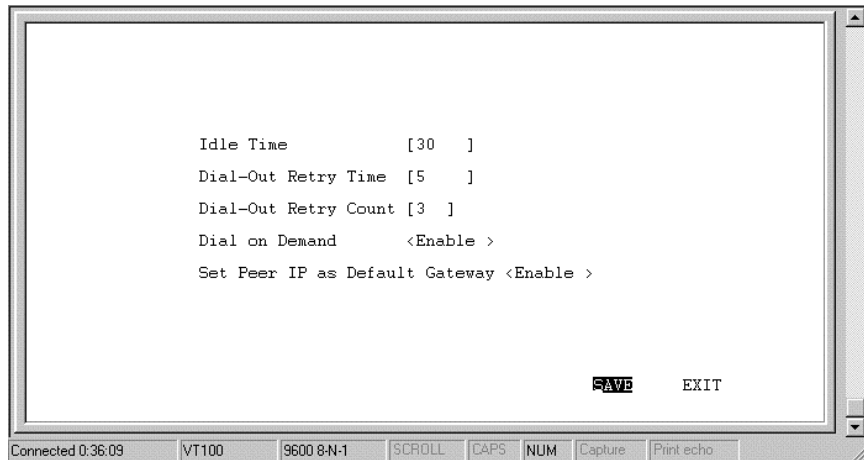 Idle Time [30 ]
Dial-Out Retry Time [5 ]
Dial-Out Retry Count [3 ]
Dial on Demand <Enable >
Set Peer IP as Default Gateway <Enable >
SAVE EXIT
Connected 0:36:09 VT100 9600 8-N-1 SCROLL CAPS NUM Capture Print echo